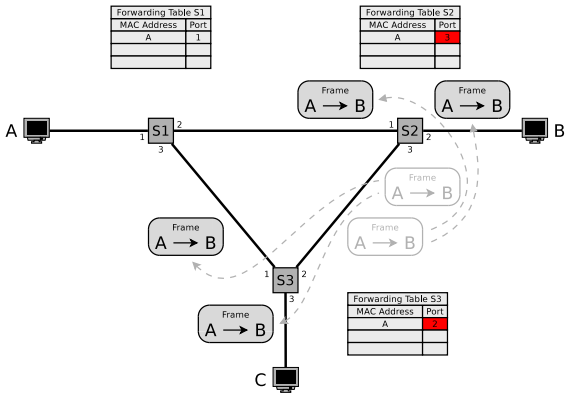 Forwarding Table S1
MAC Address Port
A 1
Forwarding Table S2
MAC Address Port
A 3
Frame
A B
Frame
A B
A
1
S1
2
3
1
S2
2
3
B
Frame
A B
Frame
A B
Frame
A B
1
S3
2
3
Frame
A B
Forwarding Table S3
MAC Address Port
A 2
C